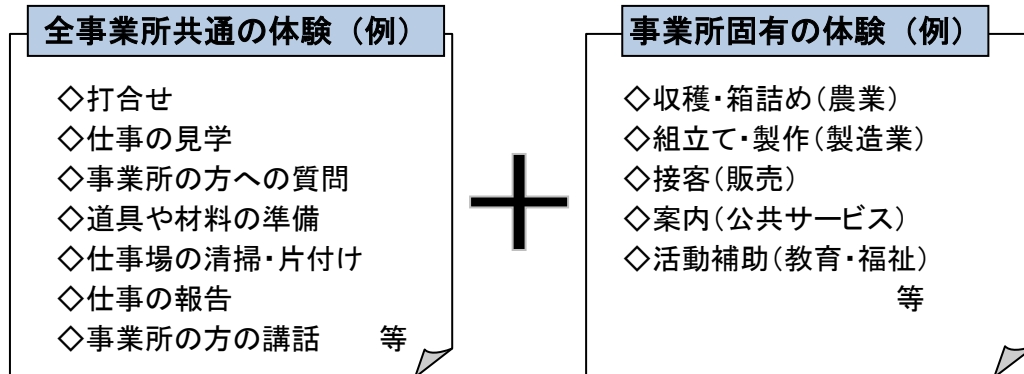 全事業所共通の体験（例）
◇打合せ
◇仕事の見学
◇事業所の方への質問
◇道具や材料の準備
◇仕事場の清掃・片付け
◇仕事の報告
◇事業所の方の講話　　等
事業所固有の体験（例）
◇収穫・箱詰め（農業）
◇組立て・製作（製造業）
◇接客（販売）
◇案内（公共サービス）
◇活動補助（教育・福祉）
等